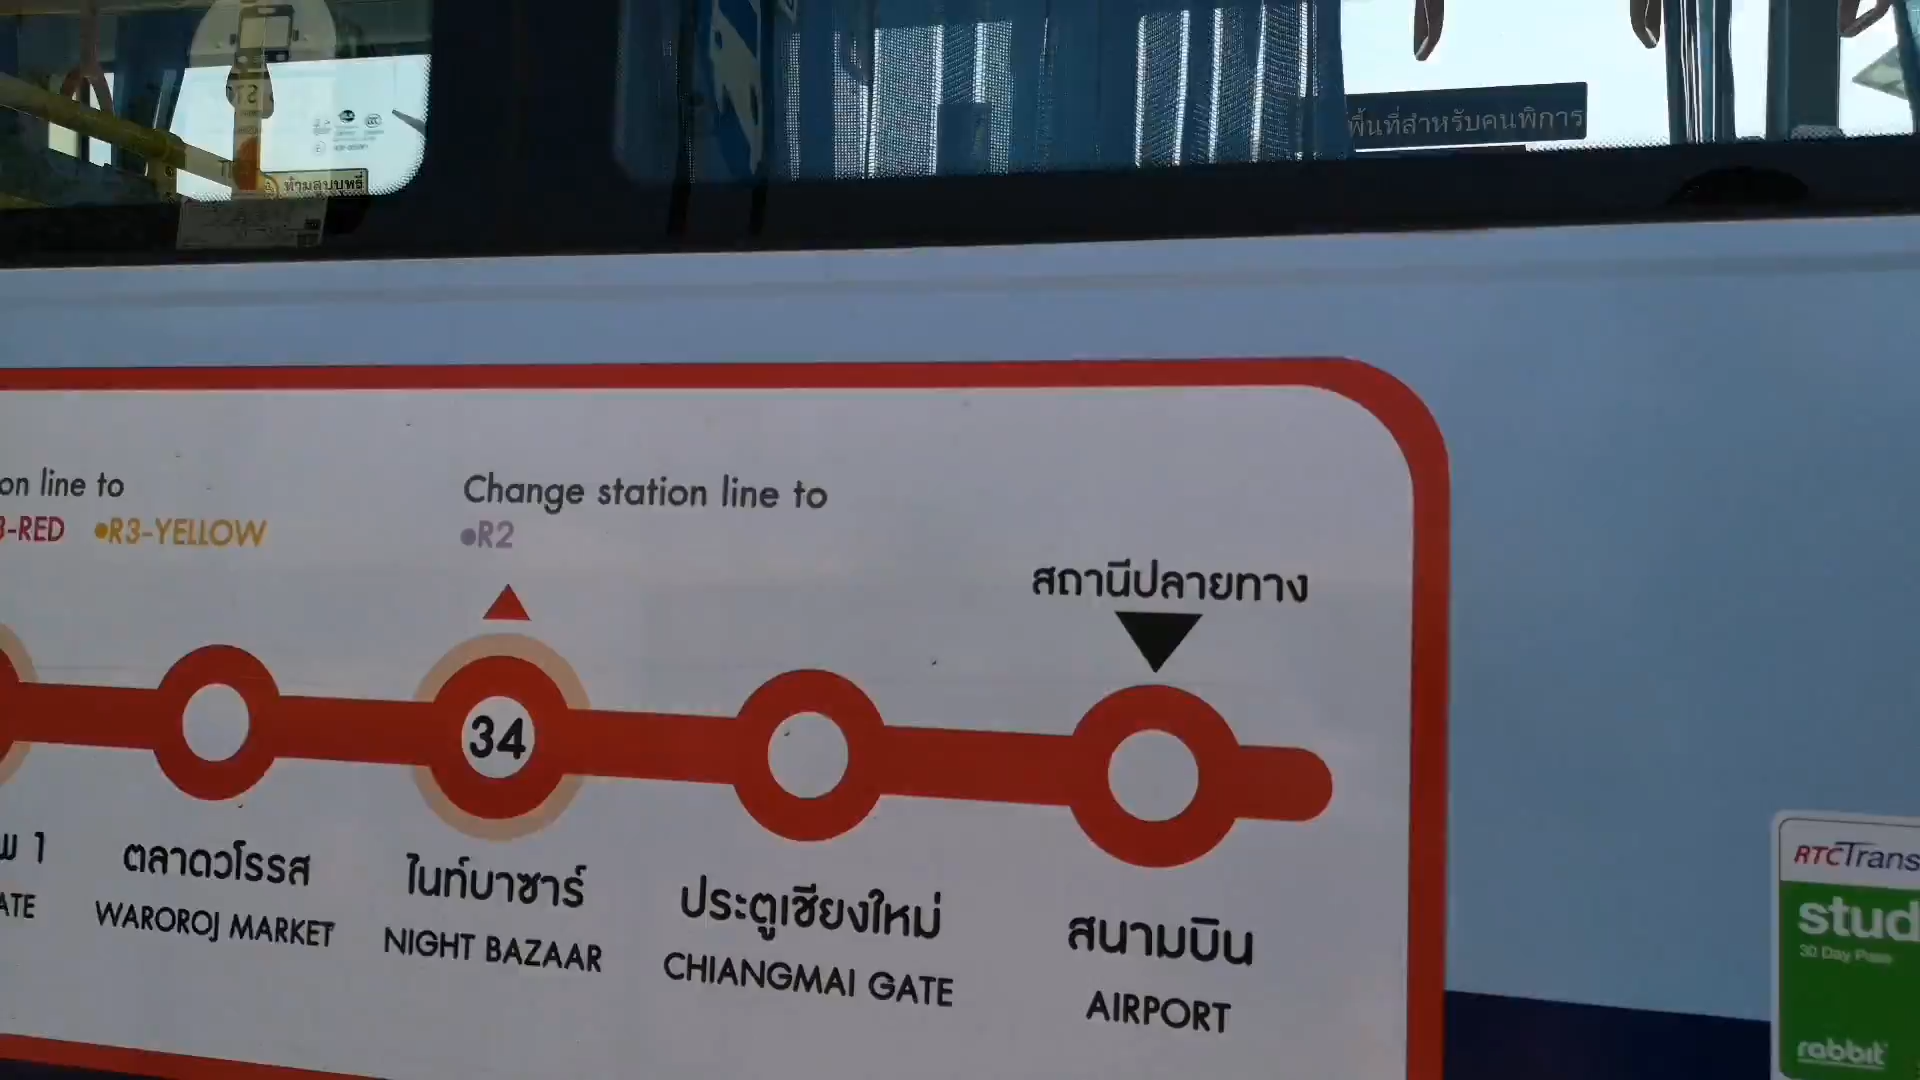 พื้นที่สำหรับคนพิการ
ห้ามสูบบุหรี่
on line to
-RED •R3-YELLOW
Change station line to
•R2
สถานีปลายทาง
34
1
ตลาดวโรรส
ไนท์บาซาร์
ประตูเชียงใหม่
สนามบิน
ATE
WAROROJ MARKET
NIGHT BAZAAR
CHIANGMAI GATE
AIRPORT
RTCTrans
stud
30 Day Pass
rabbit